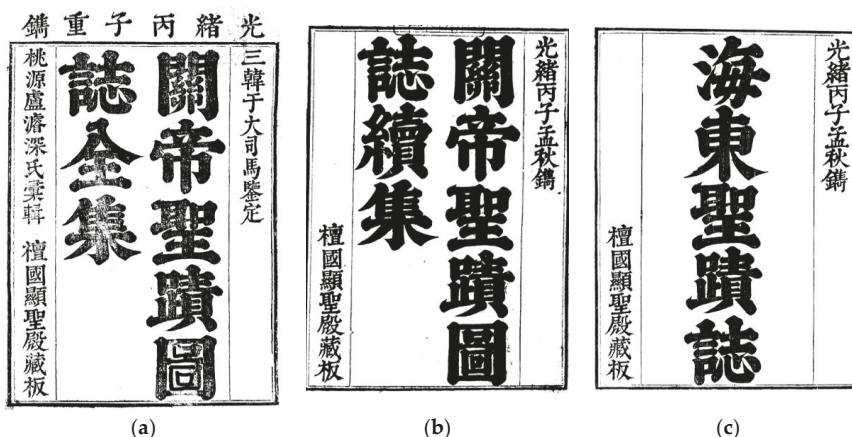 光緒丙子重鐫
三韓于大司馬鑒定
關帝聖蹟圖
誌全集
桃源盧濬深氏彙輯 檀國顯聖殿藏板
(a)
光緒丙子孟秋鐫
關帝聖蹟圖
誌續集
檀國顯聖殿藏板
(b)
光緒丙子孟秋鐫
海東聖蹟誌
檀國顯聖殿藏板
(c)